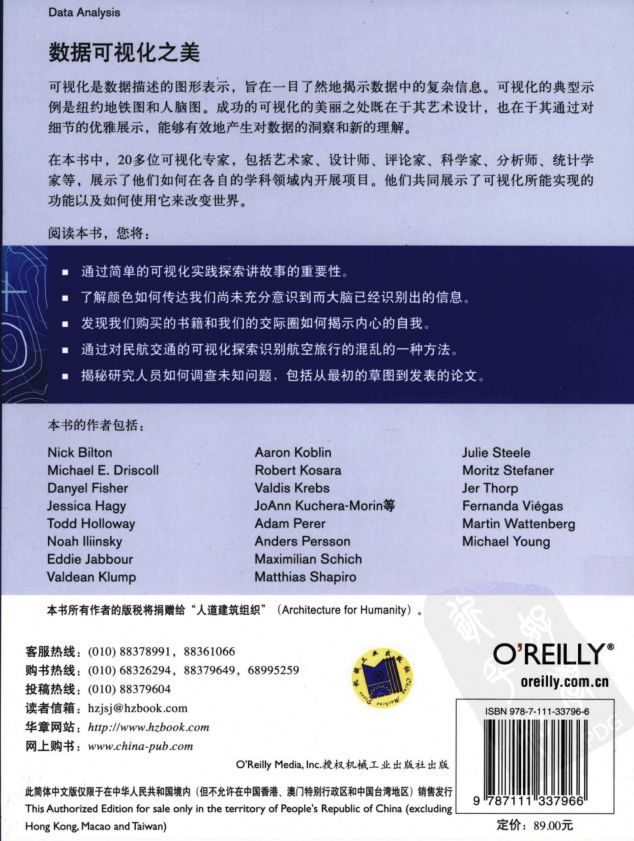 Data Analysis
数据可视化之美
可视化是数据描述的图形表示，旨在一目了然地揭示数据中的复杂信息。可视化的典型示
例是纽约地铁图和人脑图。成功的可视化的美丽之处既在于其艺术设计，也在于其通过对
细节的优雅展示，能够有效地产生对数据的洞察和新的理解。
在本书中，20多位可视化专家，包括艺术家、设计师、评论家、科学家、分析师、统计学
家等，展示了他们如何在各自的学科领域内开展项目。他们共同展示了可视化所能实现的
功能以及如何使用它来改变世界。
阅读本书，您将：
■ 通过简单的可视化实践探索讲故事的重要性。
■ 了解颜色如何传达我们尚未充分意识到而大脑已经识别出的信息。
■ 发现我们购买的书籍和我们的交际圈如何揭示内心的自我。
■ 通过对民航交通的可视化探索识别航空旅行的混乱的一种方法。
■ 揭秘研究人员如何调查未知问题，包括从最初的草图到发表的论文。
本书的作者包括：
Nick Bilton
Michael E. Driscoll
Danyel Fisher
Jessica Hagy
Todd Holloway
Noah Iliinsky
Eddie Jabbour
Valdean Klump
Aaron Koblin
Robert Kosara
Valdis Krebs
JoAnn Kuchera-Morin等
Adam Perer
Anders Persson
Maximilian Schich
Matthias Shapiro
Julie Steele
Moritz Stefaner
Jer Thorp
Fernanda Viégas
Martin Wattenberg
Michael Young
本书所有作者的版税将捐赠给“人道建筑组织”（Architecture for Humanity）。
客服热线：(010) 88378991, 88361066
购书热线：(010) 68326294, 88379649, 68995259
投稿热线：(010) 88379604
读者信箱：hzjsj@hzbook.com
华章网站：http://www.hzbook.com
网上购书：www.china-pub.com
O'REILLY®
oreilly.com.cn
O'Reilly Media, Inc.授权机械工业出版社出版
此简体中文版仅限于在中华人民共和国境内（但不允许在中国香港、澳门特别行政区和中国台湾地区）销售发行
This Authorized Edition for sale only in the territory of People's Republic of China (excluding
Hong Kong, Macao and Taiwan)
ISBN 978-7-111-33796-6
9 787111 337966
定价：89.00元